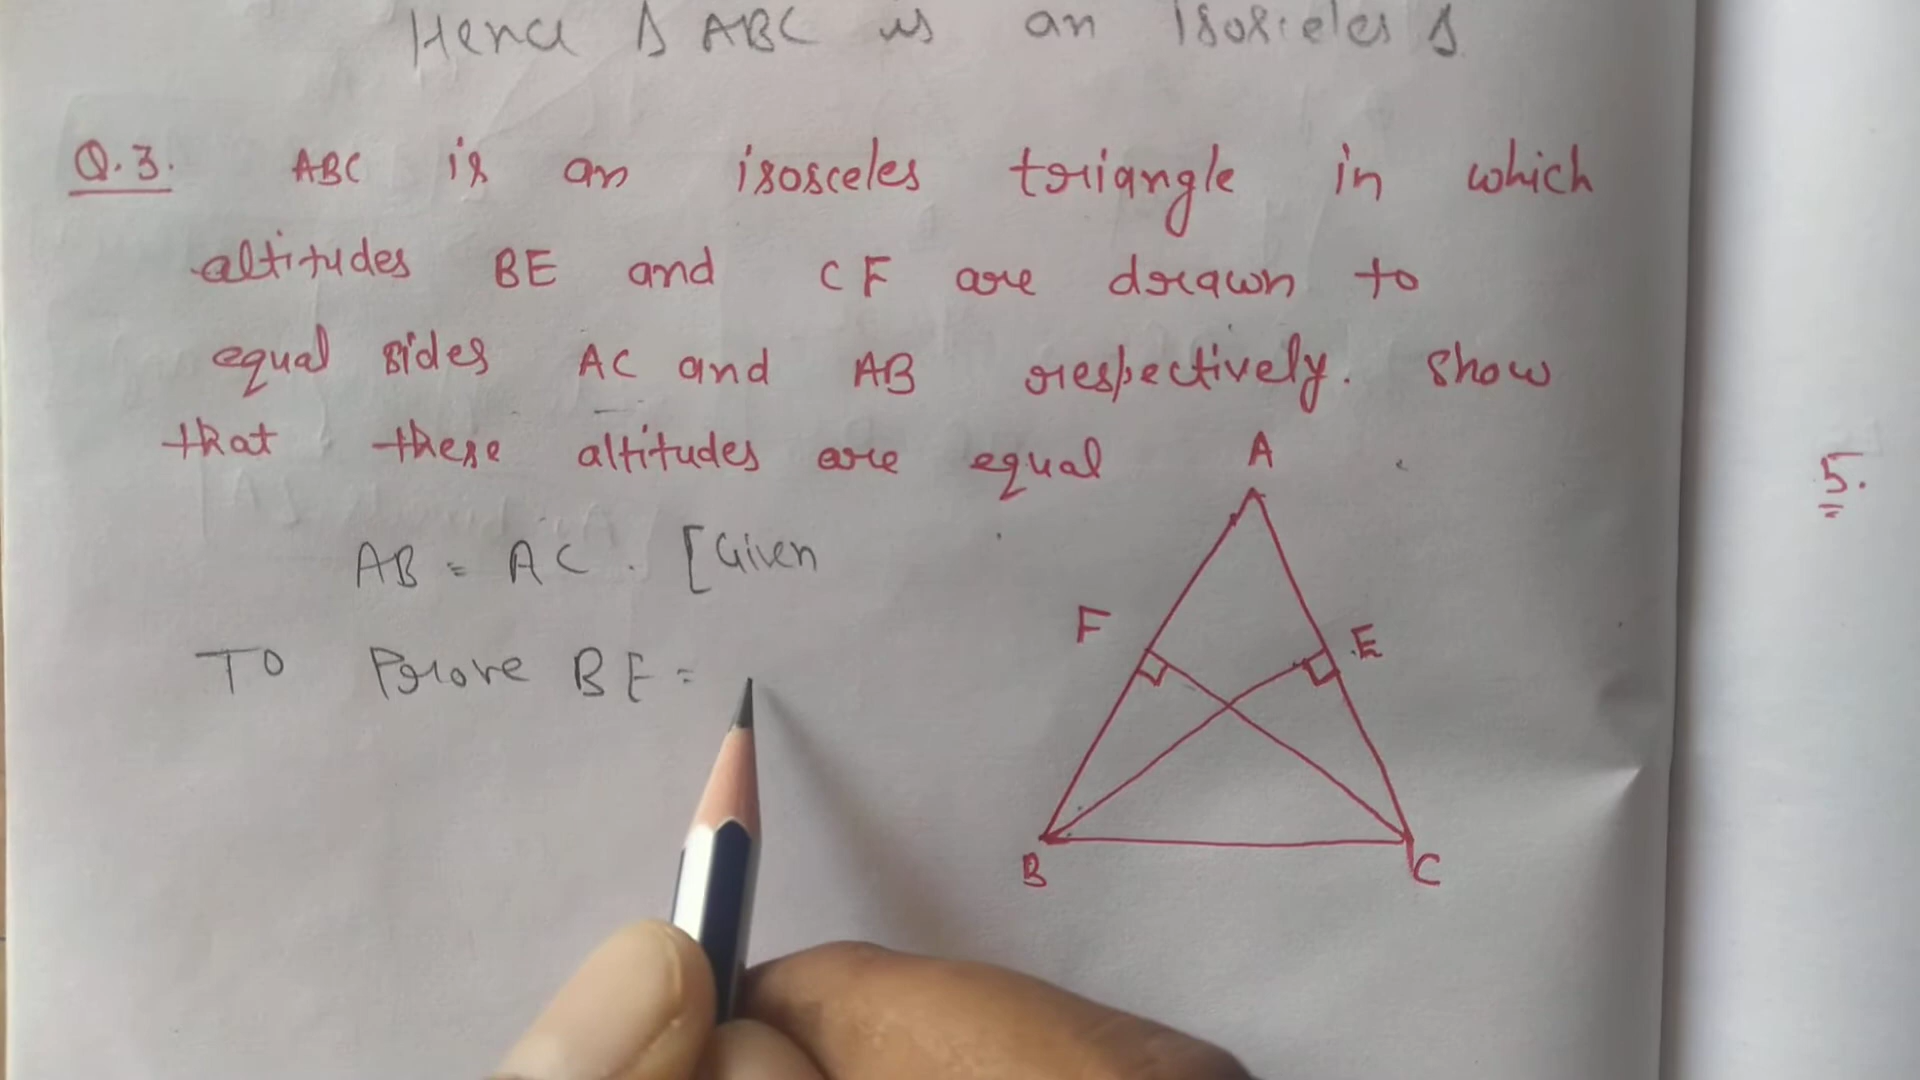 Hence Δ ABC is an Isosceles Δ
Q.3. ABC is an isosceles triangle in which
altitudes BE and CF are drawn to
equal sides AC and AB respectively. Show
that these altitudes are equal
AB = AC. [Given
TO Prove BE =
A
F
E
B
C
5.